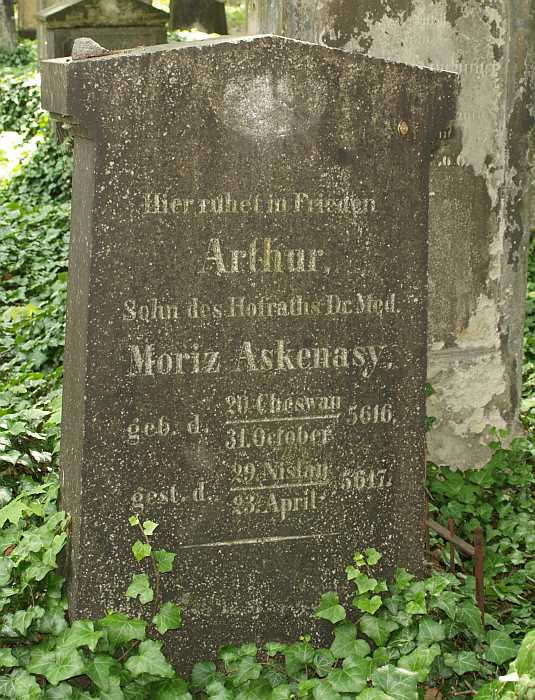 Hier ruhet in Frieden
Arthur,
Sohn des Hofraths Dr. Med.
Moriz Askenasy.
geb. d. 20. Cheswan 5616,
31. October
gest. d. 29. Nissan 5617.
23. April